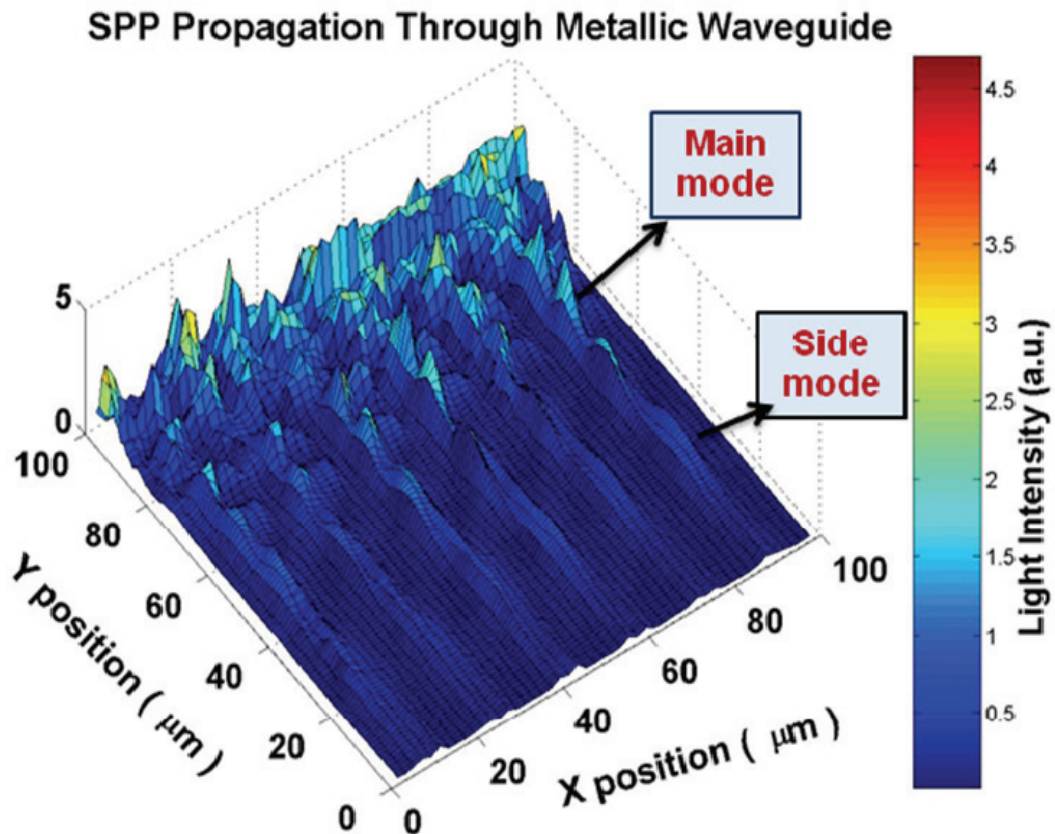 SPP Propagation Through Metallic Waveguide
Main
mode
Side
mode
5
0
100
80
60
40
20
0
Y position ( μm )
0
20
40
60
80
100
X position ( μm )
4.5
4
3.5
3
2.5
2
1.5
1
0.5
Light Intensity (a.u.)